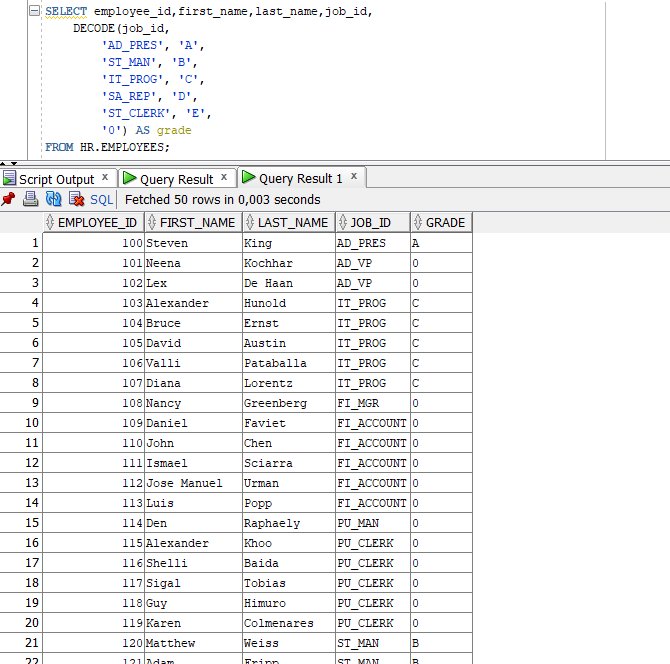 SELECT employee_id,first_name,last_name,job_id,
DECODE(job_id,
'AD_PRES', 'A',
'ST_MAN', 'B',
'IT_PROG', 'C',
'SA_REP', 'D',
'ST_CLERK', 'E',
'0') AS grade
FROM HR.EMPLOYEES;
Script Output x Query Result x Query Result 1 x
SQL Fetched 50 rows in 0,003 seconds
EMPLOYEE_ID FIRST_NAME LAST_NAME JOB_ID GRADE
1 100 Steven King AD_PRES A
2 101 Neena Kochhar AD_VP 0
3 102 Lex De Haan AD_VP 0
4 103 Alexander Hunold IT_PROG C
5 104 Bruce Ernst IT_PROG C
6 105 David Austin IT_PROG C
7 106 Valli Pataballa IT_PROG C
8 107 Diana Lorentz IT_PROG C
9 108 Nancy Greenberg FI_MGR 0
10 109 Daniel Faviet FI_ACCOUNT 0
11 110 John Chen FI_ACCOUNT 0
12 111 Ismael Sciarra FI_ACCOUNT 0
13 112 Jose Manuel Urman FI_ACCOUNT 0
14 113 Luis Popp FI_ACCOUNT 0
15 114 Den Raphaely PU_MAN 0
16 115 Alexander Khoo PU_CLERK 0
17 116 Shelli Baida PU_CLERK 0
18 117 Sigal Tobias PU_CLERK 0
19 118 Guy Himuro PU_CLERK 0
20 119 Karen Colmenares PU_CLERK 0
21 120 Matthew Weiss ST_MAN B
22 121 Adam Fripp ST_MAN B